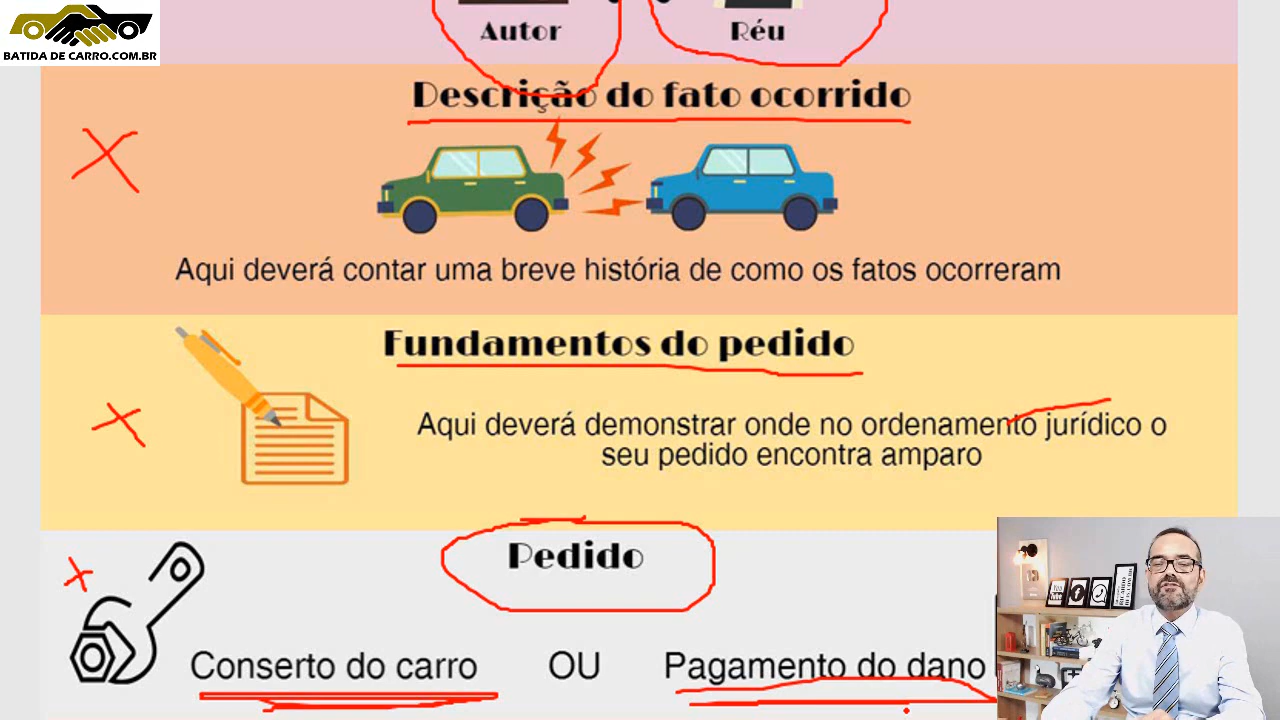 BATIDA DE CARRO.COM.BR
Autor
Réu
Descrição do fato ocorrido
Aqui deverá contar uma breve história de como os fatos ocorreram
Fundamentos do pedido
Aqui deverá demonstrar onde no ordenamento jurídico o
seu pedido encontra amparo
Pedido
Conserto do carro OU Pagamento do dano